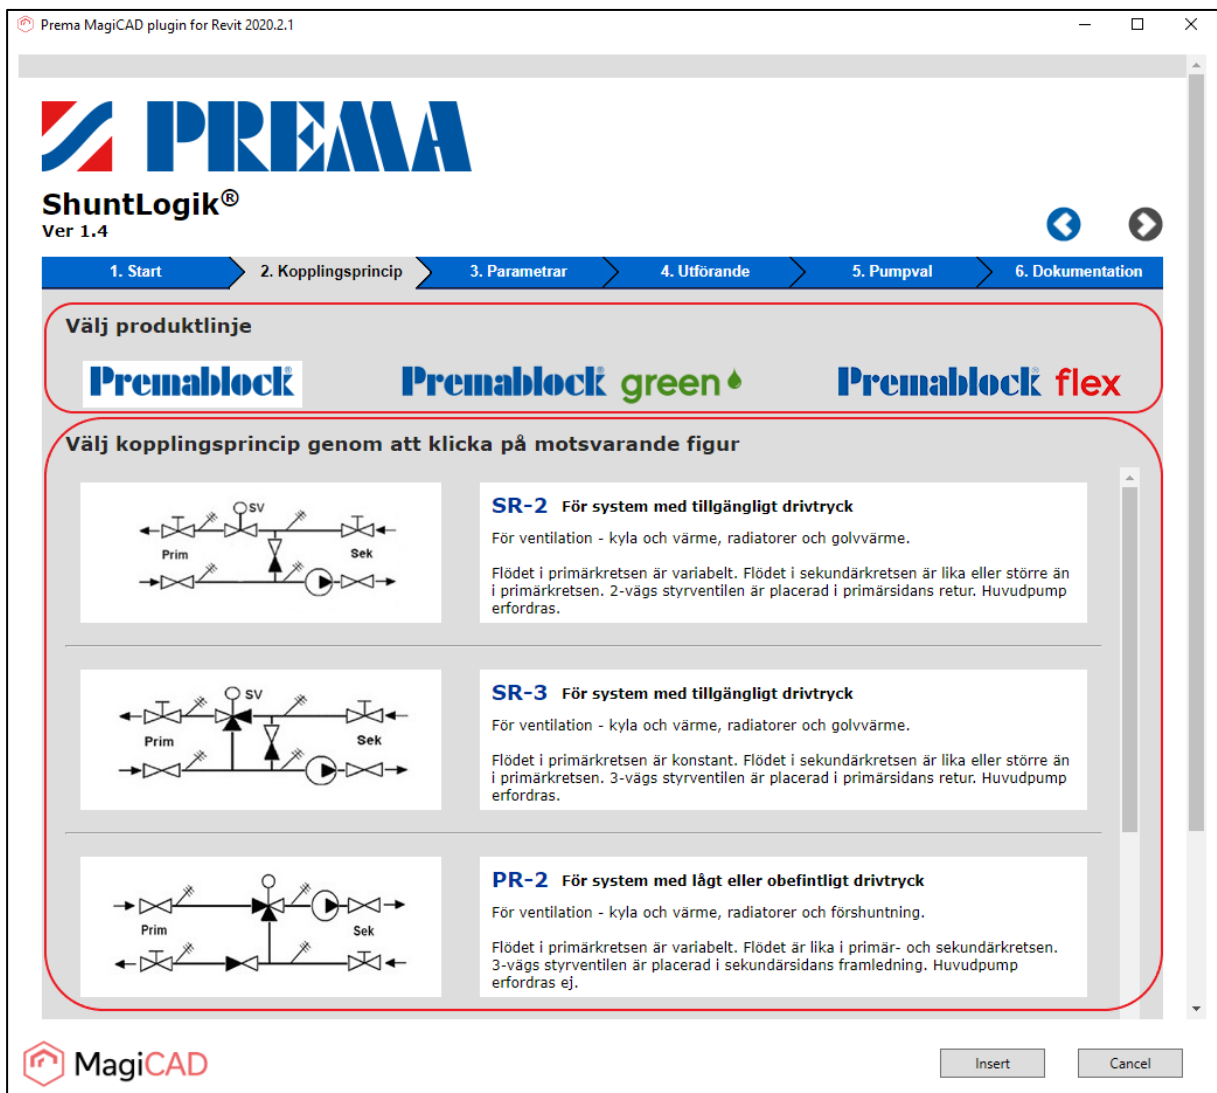 Prema MagiCAD plugin for Revit 2020.2.1
PREMA
ShuntLogik®
Ver 1.4
1. Start
2. Kopplingsprincip
3. Parametrar
4. Utförande
5. Pumpval
6. Dokumentation
Välj produktlinje
Premablock®
Premablock® green
Premablock® flex
Välj kopplingsprincip genom att klicka på motsvarande figur
SV
Prim
Sek
SR-2 För system med tillgängligt drivtryck
För ventilation - kyla och värme, radiatorer och golvvärme.
Flödet i primärkretsen är variabelt. Flödet i sekundärkretsen är lika eller större än
i primärkretsen. 2-vägs styrventilen är placerad i primärsidans retur. Huvudpump
erfordras.
SV
Prim
Sek
SR-3 För system med tillgängligt drivtryck
För ventilation - kyla och värme, radiatorer och golvvärme.
Flödet i primärkretsen är konstant. Flödet i sekundärkretsen är lika eller större än
i primärkretsen. 3-vägs styrventilen är placerad i primärsidans retur. Huvudpump
erfordras.
Prim
Sek
PR-2 För system med lågt eller obefintligt drivtryck
För ventilation - kyla och värme, radiatorer och förshuntning.
Flödet i primärkretsen är variabelt. Flödet är lika i primär- och sekundärkretsen.
3-vägs styrventilen är placerad i sekundärsidans framledning. Huvudpump
erfordras ej.
MagiCAD
Insert
Cancel